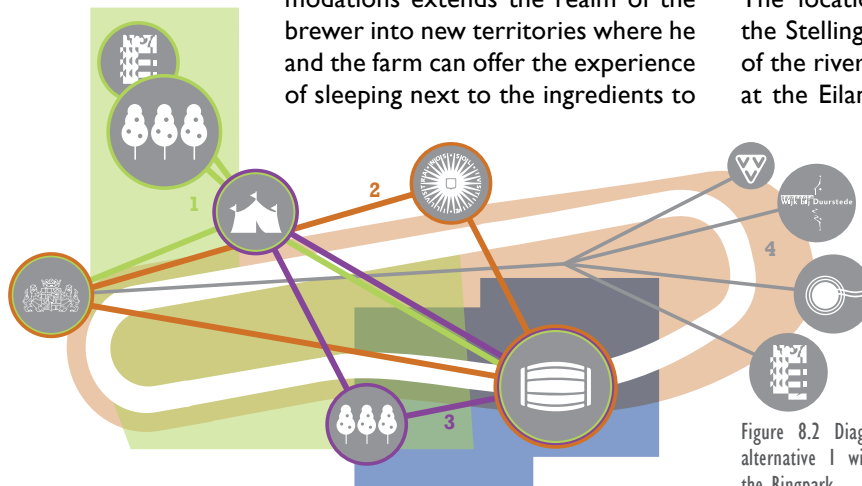 modations extends the realm of the
brewer into new territories where he
and the farm can offer the experience
of sleeping next to the ingredients to
The locatio
the Stelling
of the river
at the Eilan
1
2
3
4
Wijk bij Duurstede
Figure 8.2 Diag
alternative I wi
the Ringpark